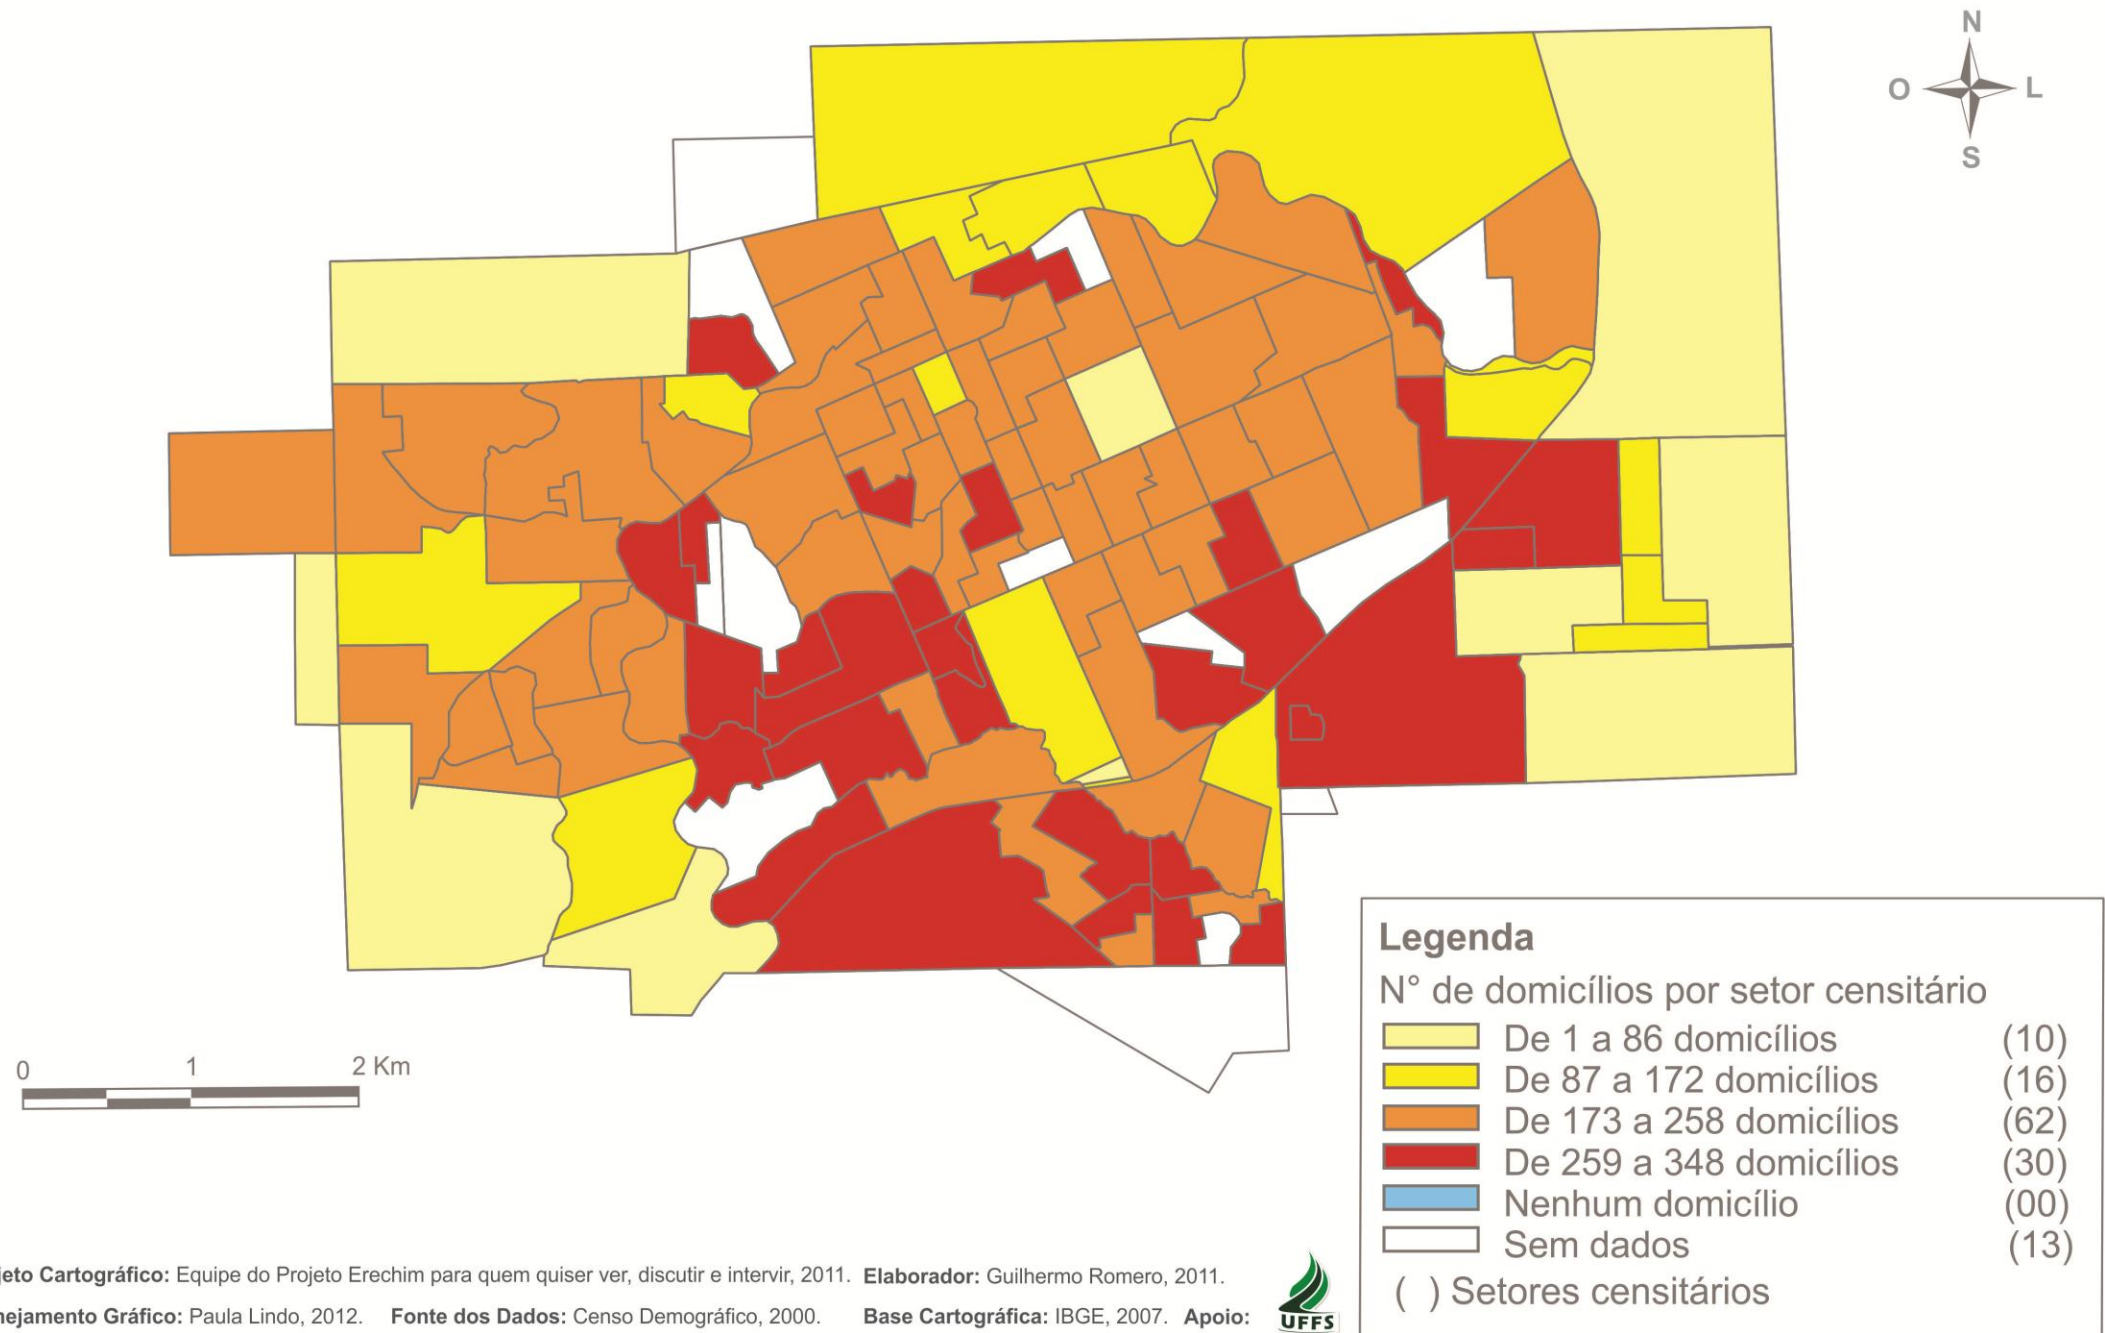 N
O
L
S
Legenda
N° de domicílios por setor censitário
De 1 a 86 domicílios (10)
De 87 a 172 domicílios (16)
De 173 a 258 domicílios (62)
De 259 a 348 domicílios (30)
Nenhum domicílio (00)
Sem dados (13)
( ) Setores censitários
0 1 2 Km
jeto Cartográfico: Equipe do Projeto Erechim para quem quiser ver, discutir e intervir, 2011. Elaborador: Guilhermo Romero, 2011.
nejamento Gráfico: Paula Lindo, 2012. Fonte dos Dados: Censo Demográfico, 2000. Base Cartográfica: IBGE, 2007. Apoio:
UFFS